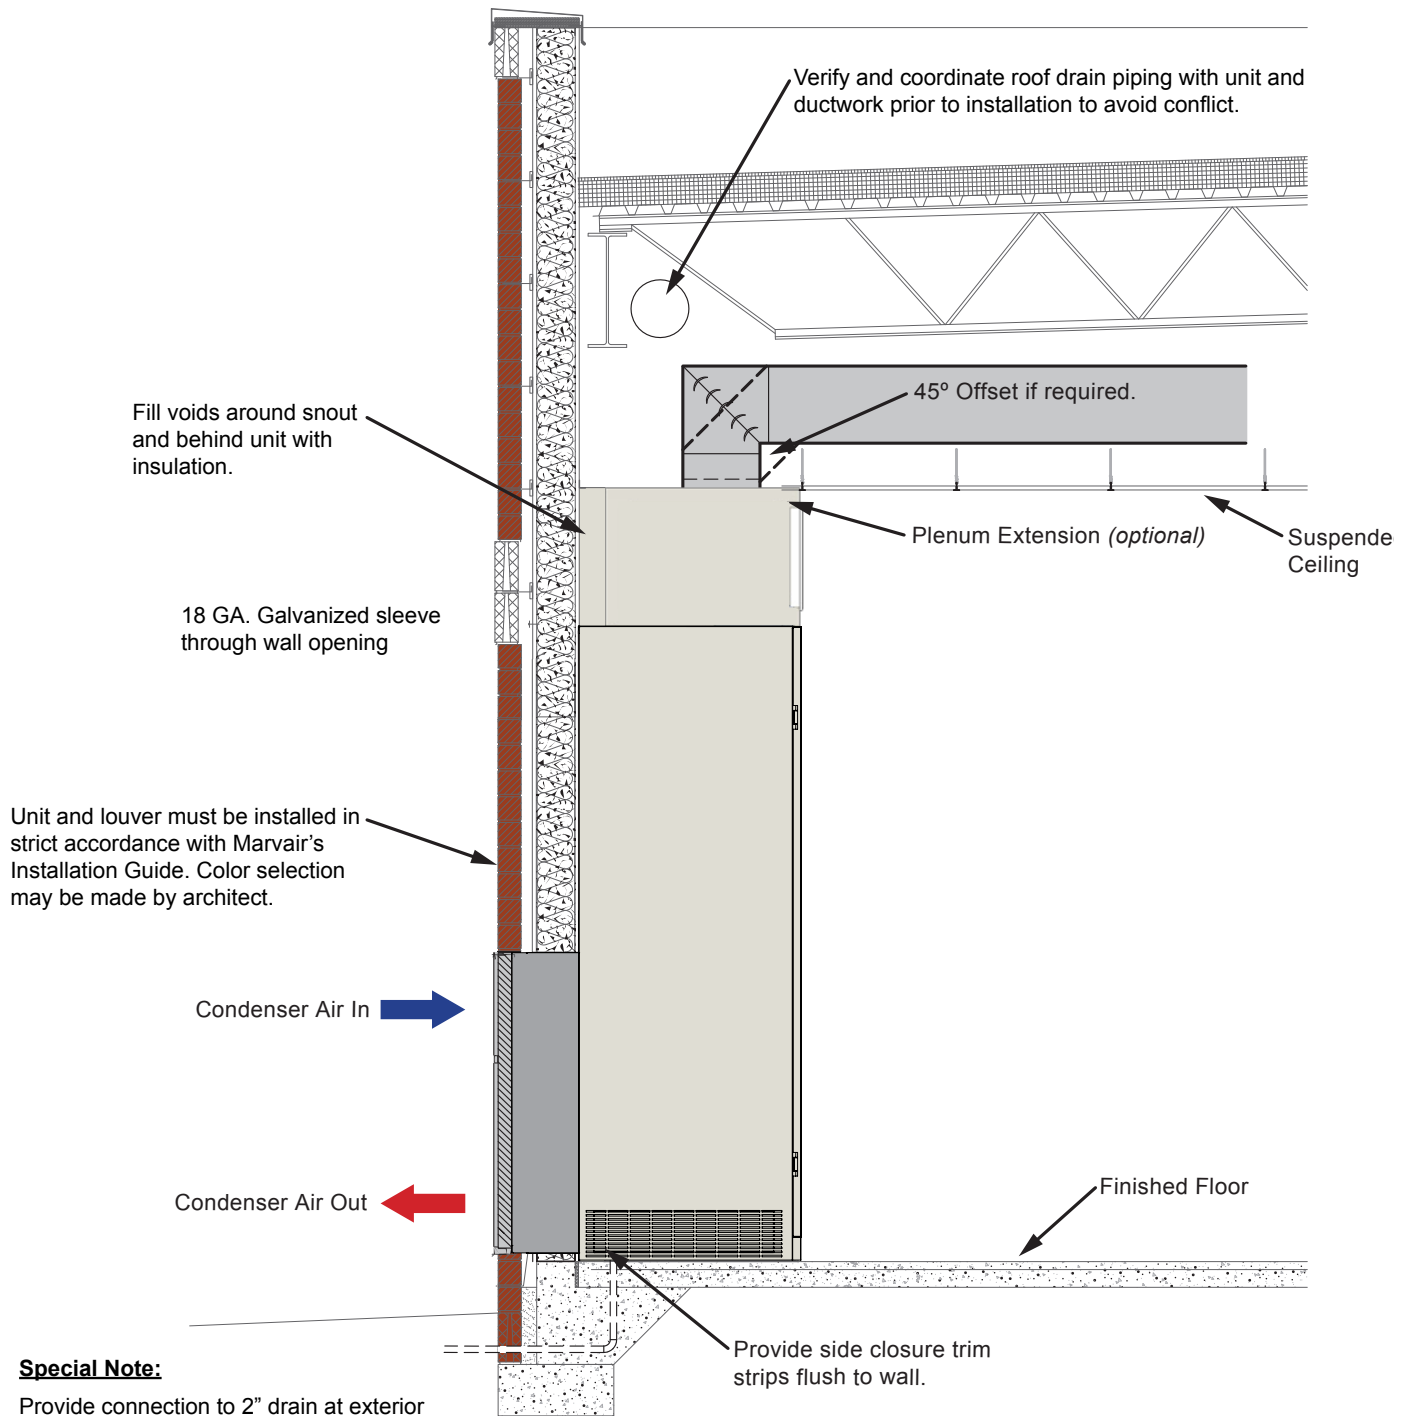 Verify and coordinate roof drain piping with unit and
ductwork prior to installation to avoid conflict.
45º Offset if required.
Fill voids around snout
and behind unit with
insulation.
Plenum Extension (optional)
Suspende
Ceiling
18 GA. Galvanized sleeve
through wall opening
Unit and louver must be installed in
strict accordance with Marvair’s
Installation Guide. Color selection
may be made by architect.
Condenser Air In
Condenser Air Out
Finished Floor
Provide side closure trim
strips flush to wall.
Special Note:
Provide connection to 2” drain at exterior